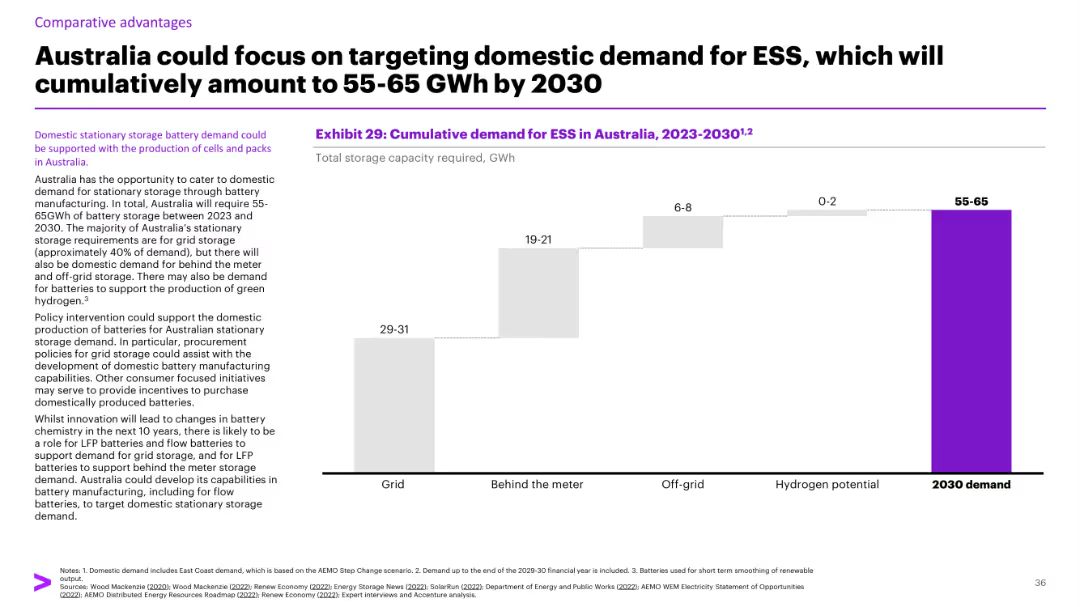 Comparative advantages
Australia could focus on targeting domestic demand for ESS, which will
cumulatively amount to 55-65 GWh by 2030
Domestic stationary storage battery demand could
be supported with the production of cells and packs
in Australia.
Australia has the opportunity to cater to domestic
demand for stationary storage through battery
manufacturing. In total, Australia will require 55-
65GWh of battery storage between 2023 and
2030. The majority of Australia's stationary
storage requirements are for grid storage
(approximately 40% of demand), but there will
also be domestic demand for behind the meter
and off-grid storage. There may also be demand
for batteries to support the production of green
hydrogen.³
Policy intervention could support the domestic
production of batteries for Australian stationary
storage demand. In particular, procurement
policies for grid storage could assist with the
development of domestic battery manufacturing
capabilities. Other consumer focused initiatives
may serve to provide incentives to purchase
domestically produced batteries.
Whilst innovation will lead to changes in battery
chemistry in the next 10 years, there is likely to be
a role for LFP batteries and flow batteries to
support demand for grid storage, and for LFP
batteries to support behind the meter storage
demand. Australia could develop its capabilities in
battery manufacturing, including for flow
batteries, to target domestic stationary storage
demand.
Exhibit 29: Cumulative demand for ESS in Australia, 2023-2030¹,²
Total storage capacity required, GWh
29-31
19-21
6-8
0-2
55-65
Grid
Behind the meter
Off-grid
Hydrogen potential
2030 demand
Notes: 1. Domestic demand includes East Coast demand, which is based on the AEMO Step Change scenario. 2. Demand up to the end of the 2029-30 financial year is included. 3. Batteries used for short term smoothing of renewable
output.
Sources: Wood Mackenzie (2020); Wood Mackenzie (2022); Renew Economy (2022); Energy Storage News (2022); SolarRun (2022); Department of Energy and Public Works (2022); AEMO WEM Electricity Statement of Opportunities
(2022); AEMO Distributed Energy Resources Roadmap (2022); Renew Economy (2022); Expert interviews and Accenture analysis.
36